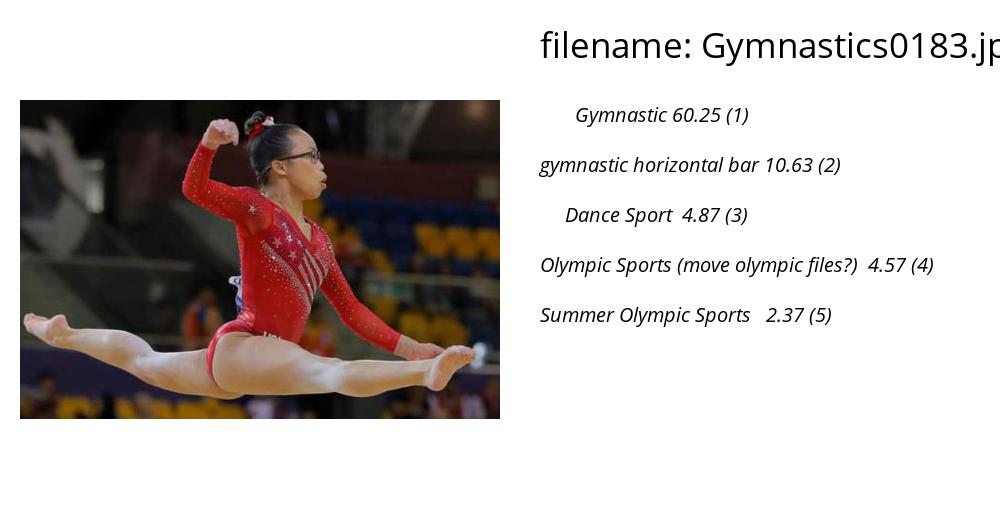 filename: Gymnastics0183.jp
Gymnastic 60.25 (1)
gymnastic horizontal bar 10.63 (2)
Dance Sport 4.87 (3)
Olympic Sports (move olympic files?) 4.57 (4)
Summer Olympic Sports 2.37 (5)